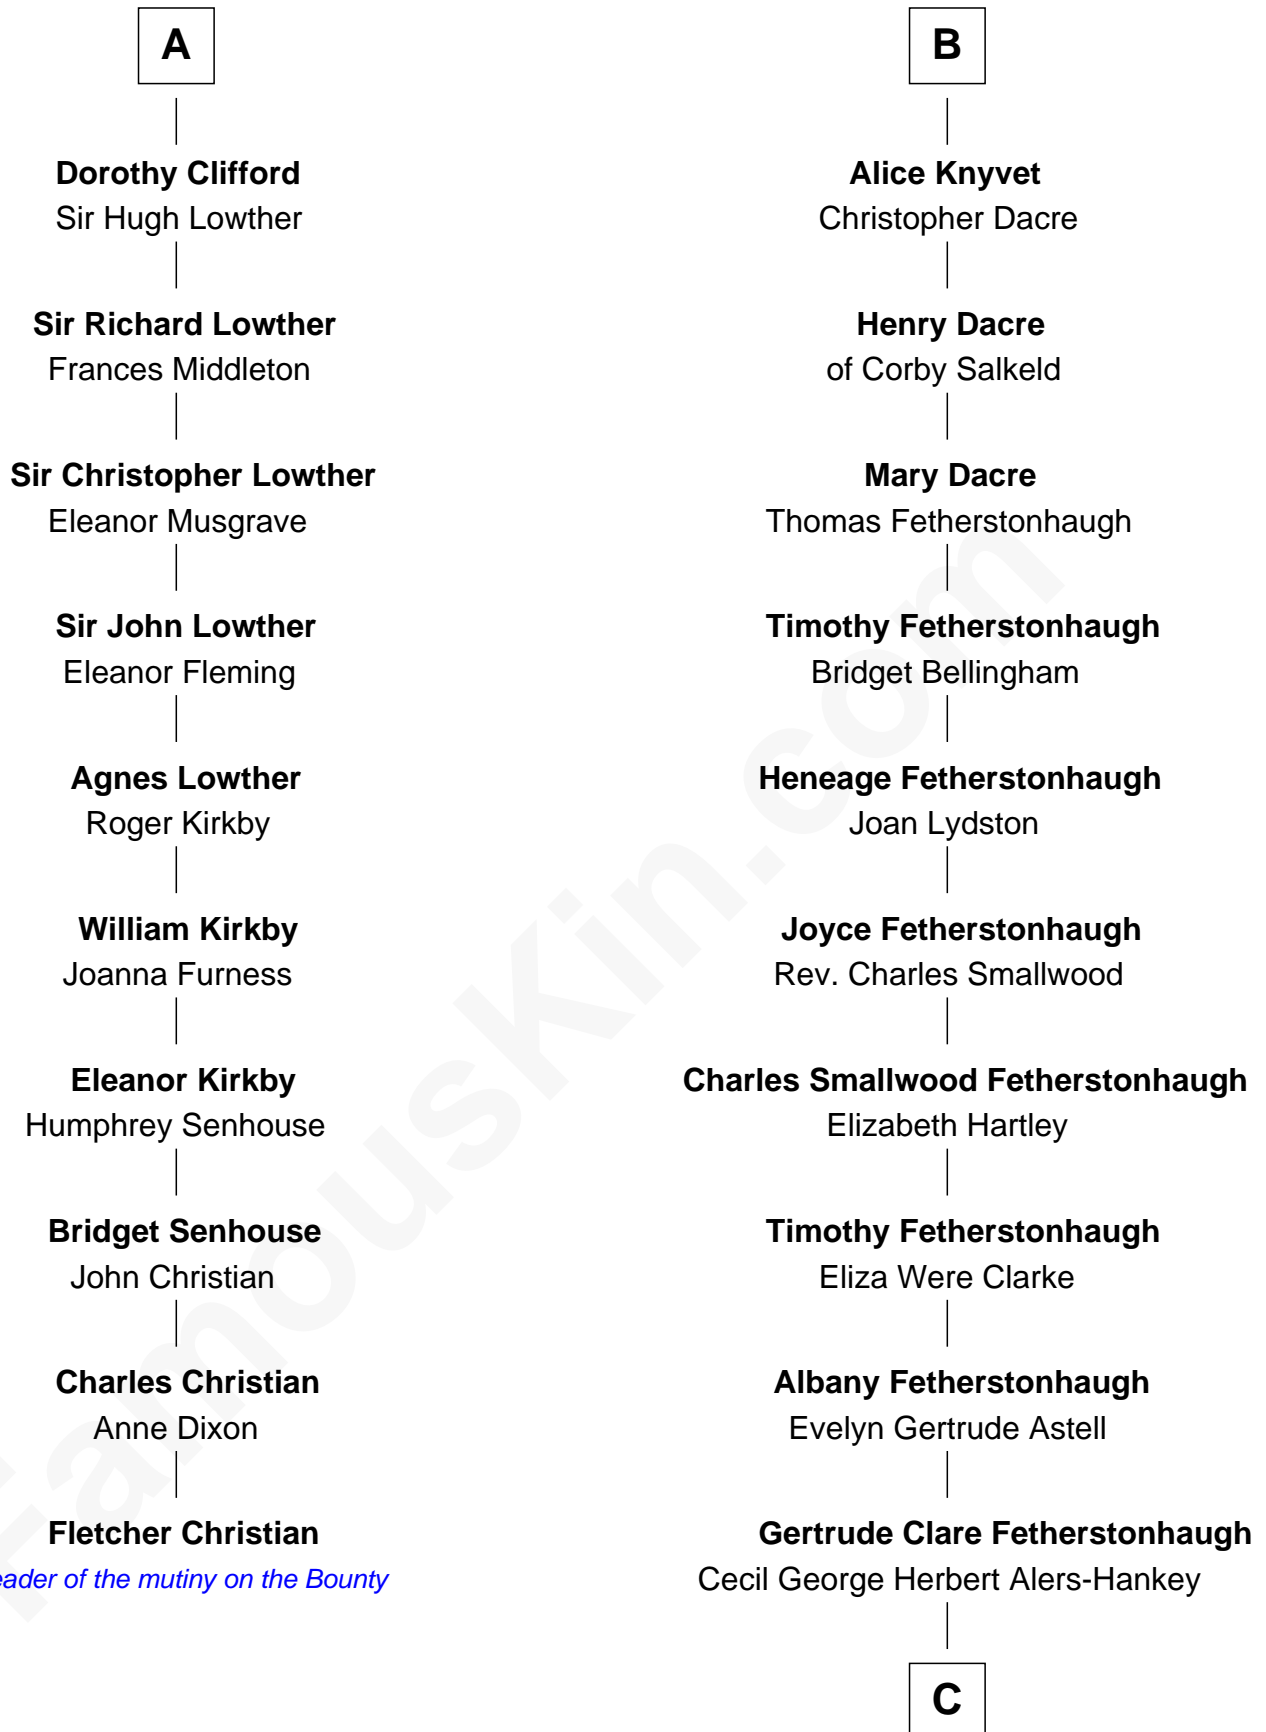 A
Dorothy Clifford
Sir Hugh Lowther
Sir Richard Lowther
Frances Middleton
Sir Christopher Lowther
Eleanor Musgrave
Sir John Lowther
Eleanor Fleming
Agnes Lowther
Roger Kirkby
William Kirkby
Joanna Furness
Eleanor Kirkby
Humphrey Senhouse
Bridget Senhouse
John Christian
Charles Christian
Anne Dixon
Fletcher Christian
eader of the mutiny on the Bounty
B
Alice Knyvet
Christopher Dacre
Henry Dacre
of Corby Salkeld
Mary Dacre
Thomas Fetherstonhaugh
Timothy Fetherstonhaugh
Bridget Bellingham
Heneage Fetherstonhaugh
Joan Lydston
Joyce Fetherstonhaugh
Rev. Charles Smallwood
Charles Smallwood Fetherstonhaugh
Elizabeth Hartley
Timothy Fetherstonhaugh
Eliza Were Clarke
Albany Fetherstonhaugh
Evelyn Gertrude Astell
Gertrude Clare Fetherstonhaugh
Cecil George Herbert Alers-Hankey
C
FamousKin.com